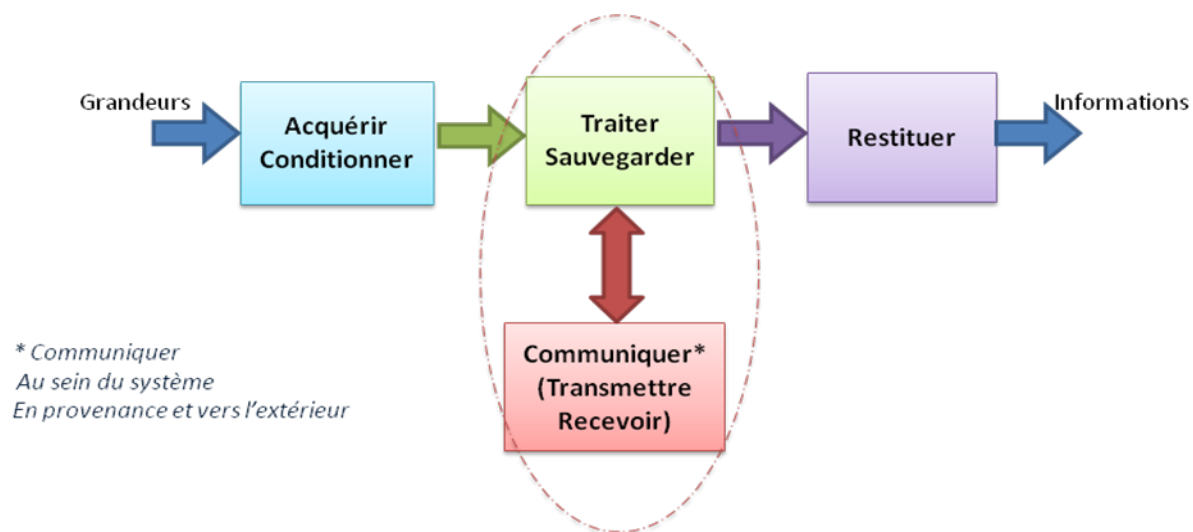 Grandeurs
Acquérir
Conditionner
Traiter
Sauvegarder
Restituer
Informations
Communiquer*
(Transmettre
Recevoir)
* Communiquer
Au sein du système
En provenance et vers l'extérieur